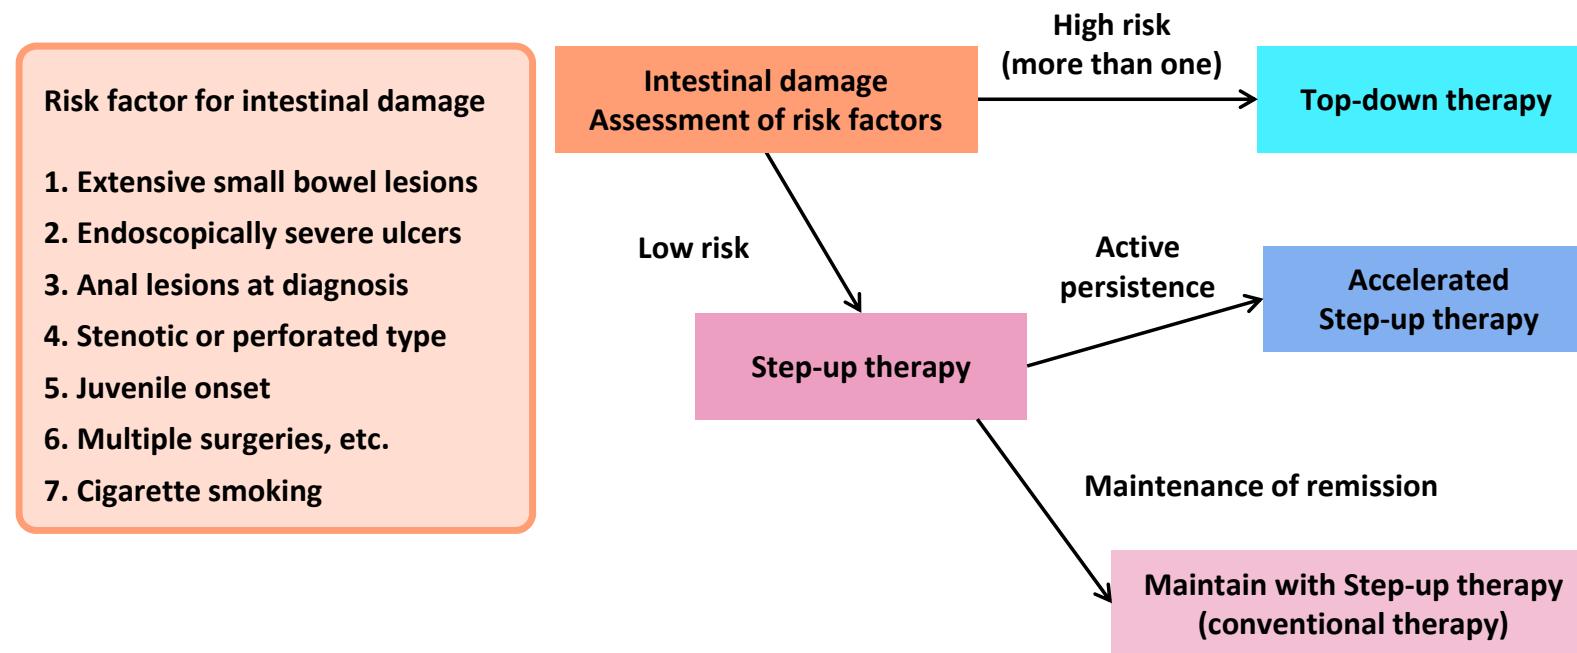 Risk factor for intestinal damage
1. Extensive small bowel lesions
2. Endoscopically severe ulcers
3. Anal lesions at diagnosis
4. Stenotic or perforated type
5. Juvenile onset
6. Multiple surgeries, etc.
7. Cigarette smoking
Intestinal damage
Assessment of risk factors
High risk
(more than one)
Top-down therapy
Low risk
Step-up therapy
Active
persistence
Accelerated
Step-up therapy
Maintenance of remission
Maintain with Step-up therapy
(conventional therapy)